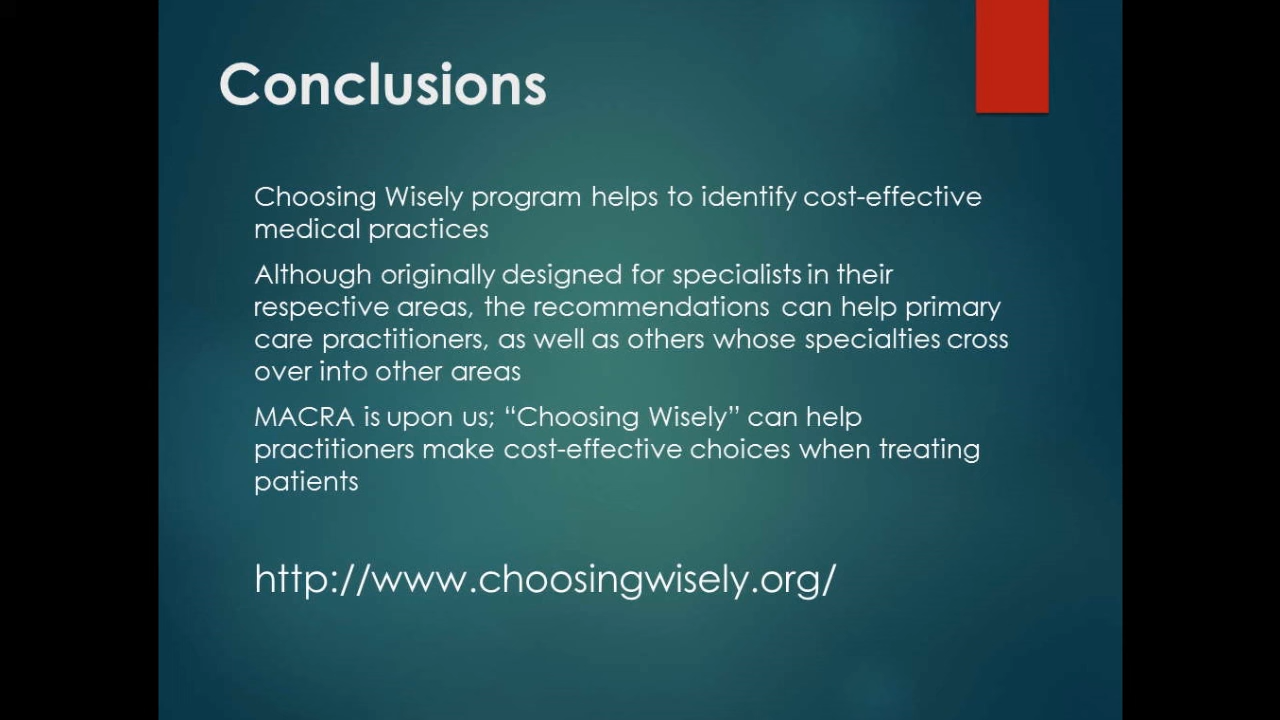 Conclusions
Choosing Wisely program helps to identify cost-effective
medical practices
Although originally designed for specialists in their
respective areas, the recommendations can help primary
care practitioners, as well as others whose specialties cross
over into other areas
MACRA is upon us; “Choosing Wisely” can help
practitioners make cost-effective choices when treating
patients
http://www.choosingwisely.org/